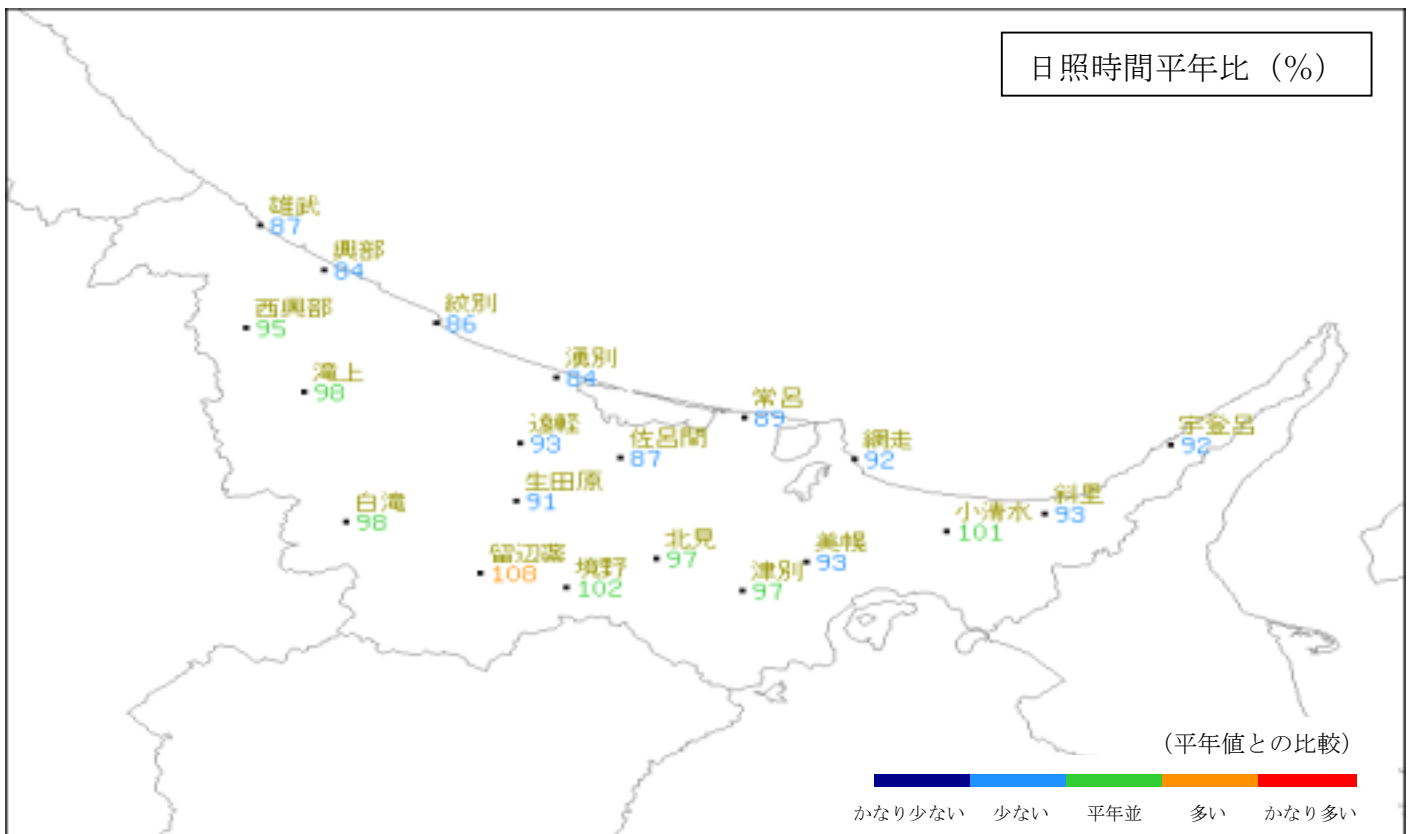 日照時間平年比（%）
雄武
87
興部
84
西興部
95
紋別
86
滝上
98
湧別
84
常呂
89
遠軽
93
佐呂間
87
網走
92
宇登呂
92
生田原
91
白滝
98
小清水
101
斜里
93
留辺蘂
108
境野
102
北見
97
津別
97
美幌
93
（平年値との比較）
かなり少ない 少ない 平年並 多い かなり多い